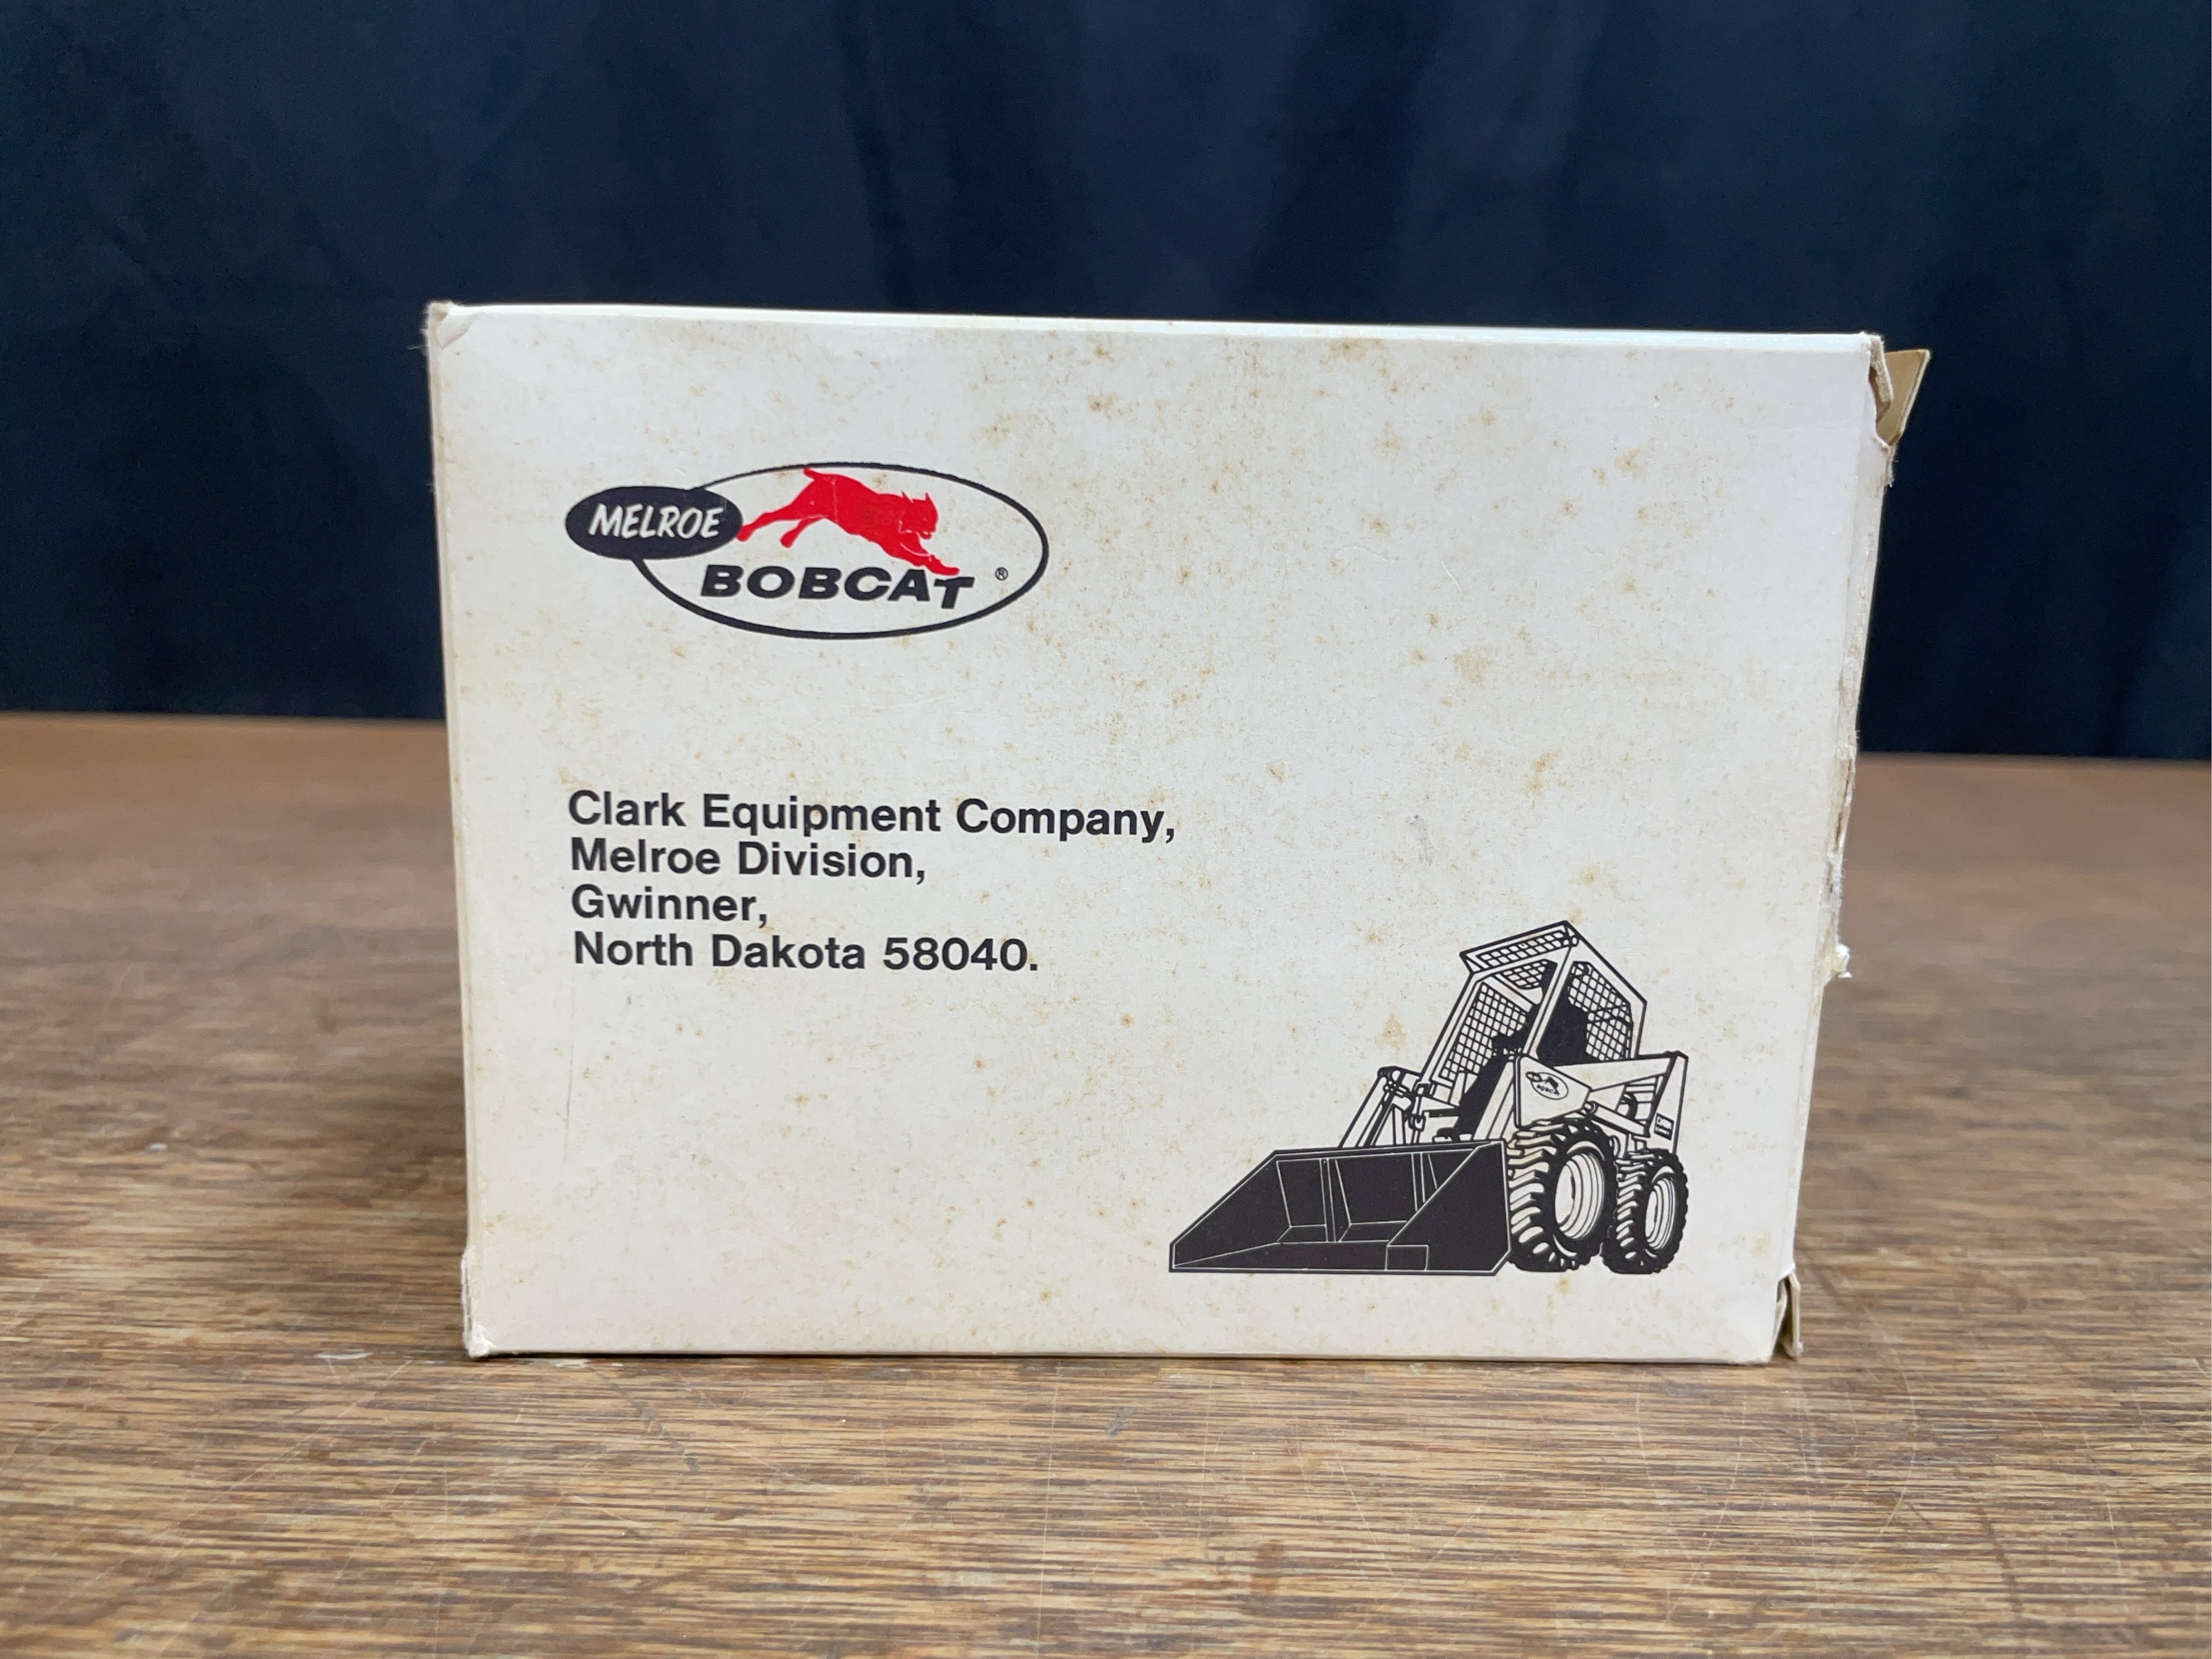 MELROE
BOBCAT ®
Clark Equipment Company,
Melroe Division,
Gwinner,
North Dakota 58040.